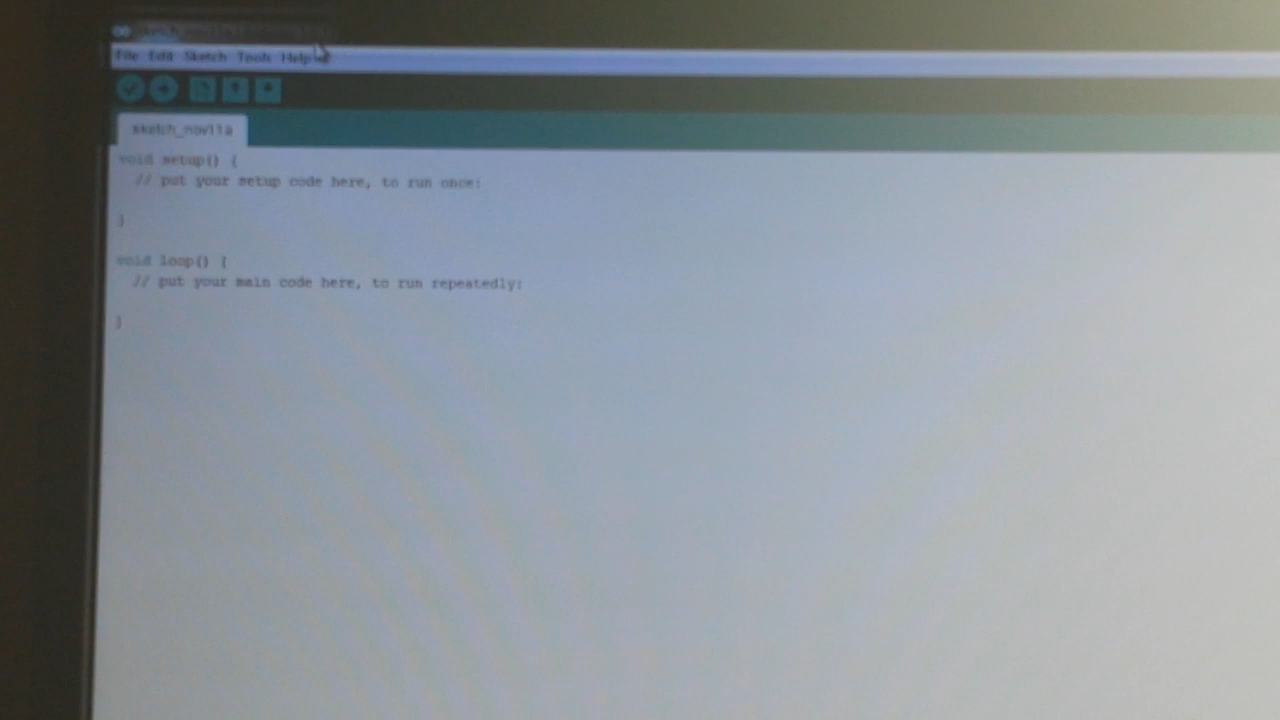 File Edit Sketch Tools Help
sketch_nov11a
void setup() {
// put your setup code here, to run once:
}
void loop() {
// put your main code here, to run repeatedly:
}